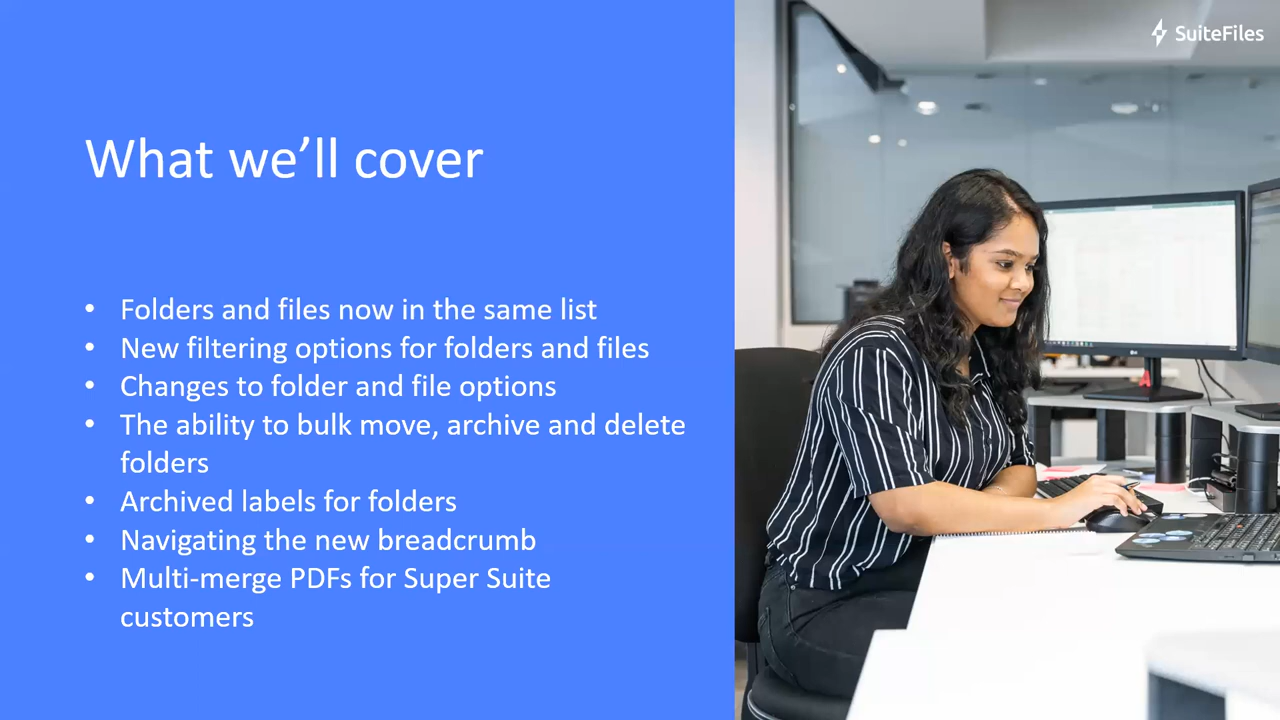 SuiteFiles
What we’ll cover
• Folders and files now in the same list
• New filtering options for folders and files
• Changes to folder and file options
• The ability to bulk move, archive and delete
folders
• Archived labels for folders
• Navigating the new breadcrumb
• Multi-merge PDFs for Super Suite
customers